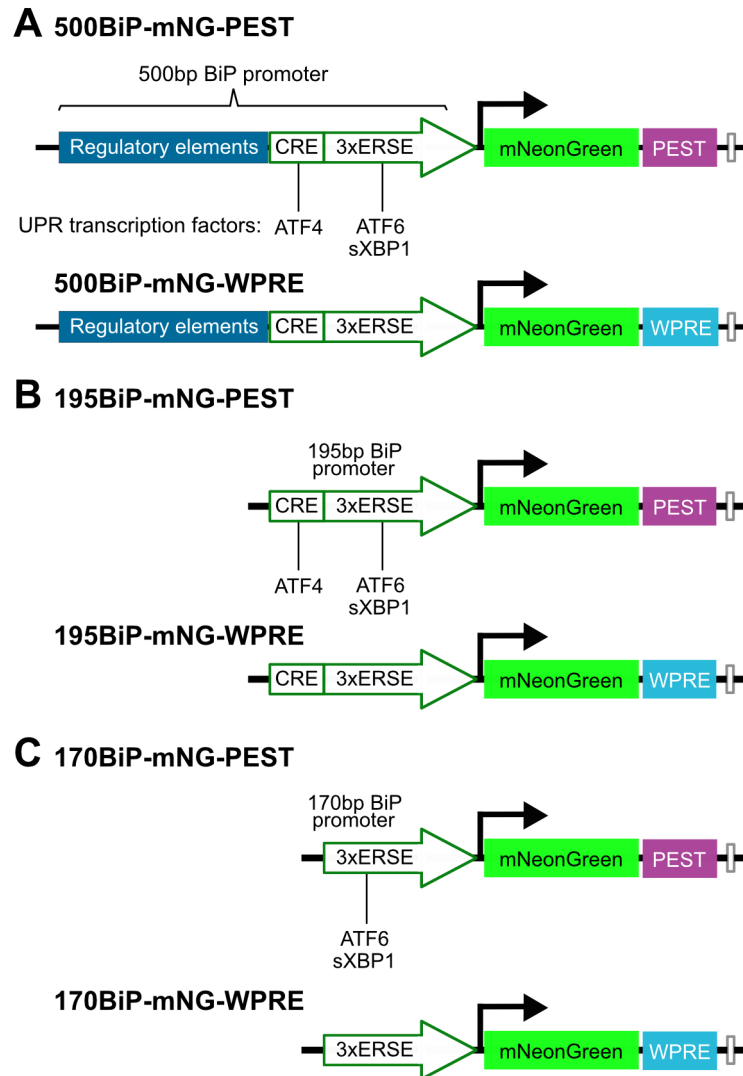 A 500BiP-mNG-PEST
500bp BiP promoter
Regulatory elements CRE 3xERSE mNeonGreen PEST
UPR transcription factors: ATF4 ATF6
sXBP1
500BiP-mNG-WPRE
Regulatory elements CRE 3xERSE mNeonGreen WPRE
B 195BiP-mNG-PEST
195bp BiP
promoter
CRE 3xERSE mNeonGreen PEST
ATF4 ATF6
sXBP1
195BiP-mNG-WPRE
CRE 3xERSE mNeonGreen WPRE
C 170BiP-mNG-PEST
170bp BiP
promoter
3xERSE mNeonGreen PEST
ATF6
sXBP1
170BiP-mNG-WPRE
3xERSE mNeonGreen WPRE